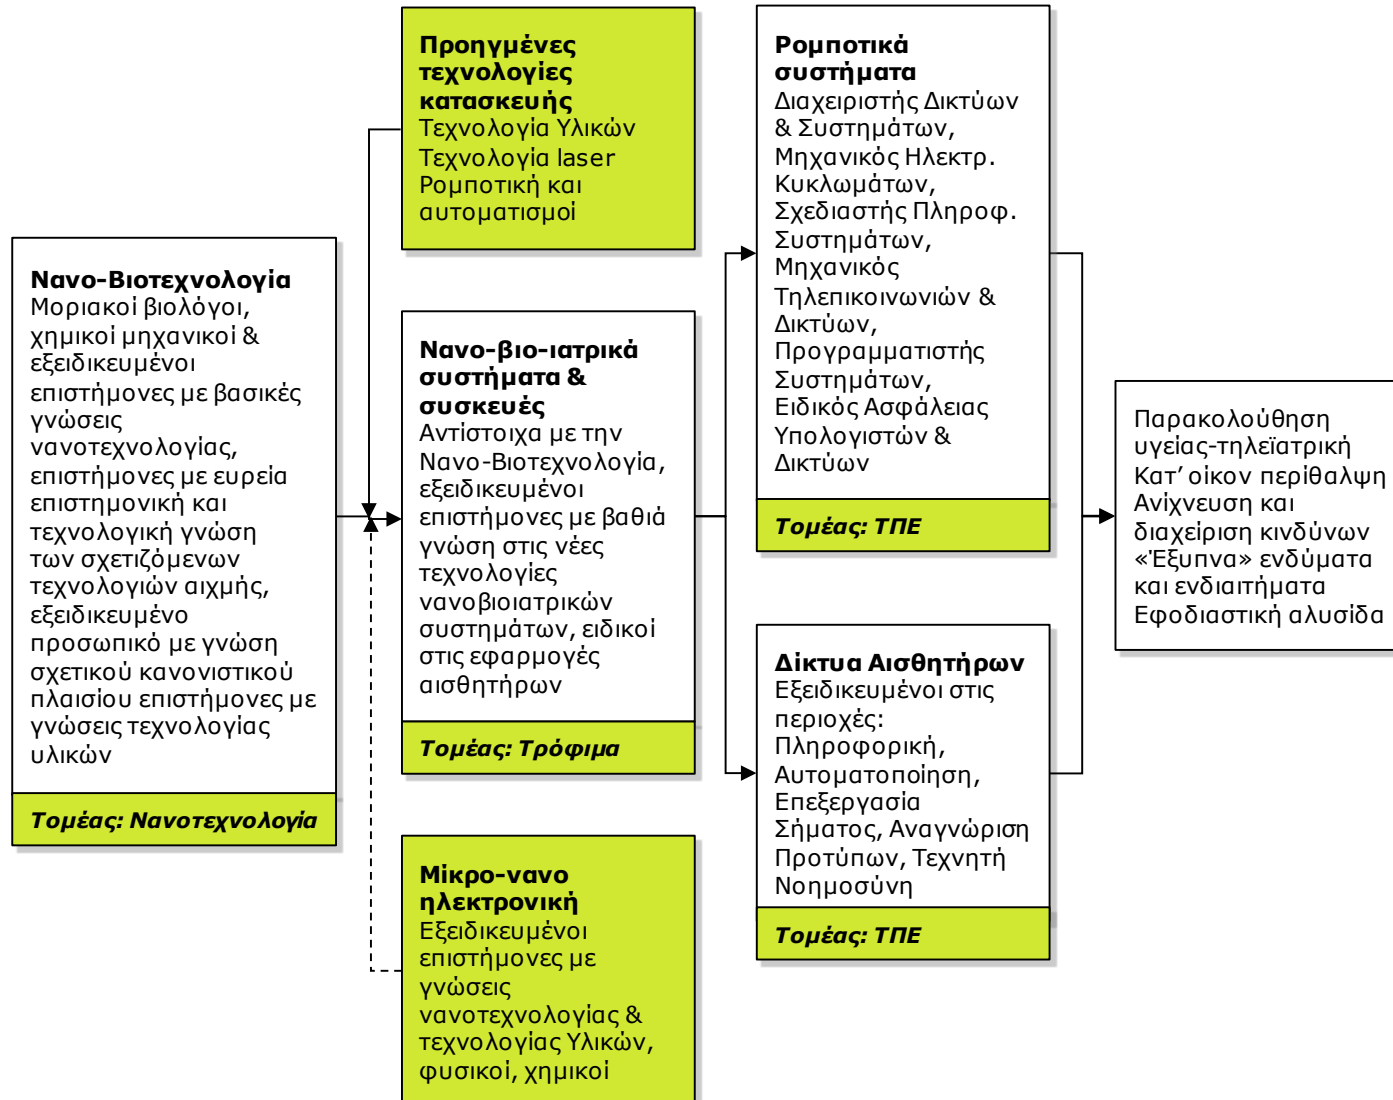 Προηγμένες
τεχνολογίες
κατασκευής
Τεχνολογία Υλικών
Τεχνολογία laser
Ρομποτική και
αυτοματισμοί
Νανο-Βιοτεχνολογία
Μοριακοί βιολόγοι,
χημικοί μηχανικοί &
εξειδικευμένοι
επιστήμονες με βασικές
γνώσεις
νανοτεχνολογίας,
επιστήμονες με ευρεία
επιστημονική και
τεχνολογική γνώση
των σχετιζόμενων
τεχνολογιών αιχμής,
εξειδικευμένο
προσωπικό με γνώση
σχετικού κανονιστικού
πλαισίου επιστήμονες με
γνώσεις τεχνολογίας
υλικών
Τομέας: Νανοτεχνολογία
Νανο-βιο-ιατρικά
συστήματα &
συσκευές
Αντίστοιχα με την
Νανο-Βιοτεχνολογία,
εξειδικευμένοι
επιστήμονες με βαθιά
γνώση στις νέες
τεχνολογίες
νανοβιοιατρικών
συστημάτων, ειδικοί
στις εφαρμογές
αισθητήρων
Τομέας: Τρόφιμα
Μίκρο-νανο
ηλεκτρονική
Εξειδικευμένοι
επιστήμονες με
γνώσεις
νανοτεχνολογίας &
τεχνολογίας Υλικών,
φυσικοί, χημικοί
Ρομποτικά
συστήματα
Διαχειριστής Δικτύων
& Συστημάτων,
Μηχανικός Ηλεκτρ.
Κυκλωμάτων,
Σχεδιαστής Πληροφ.
Συστημάτων,
Μηχανικός
Τηλεπικοινωνιών &
Δικτύων,
Προγραμματιστής
Συστημάτων,
Ειδικός Ασφάλειας
Υπολογιστών &
Δικτύων
Τομέας: ΤΠΕ
Δίκτυα Αισθητήρων
Εξειδικευμένοι στις
περιοχές:
Πληροφορική,
Αυτοματοποίηση,
Επεξεργασία
Σήματος, Αναγνώριση
Προτύπων, Τεχνητή
Νοημοσύνη
Τομέας: ΤΠΕ
Παρακολούθηση
υγείας-τηλεϊατρική
Κατ’ οίκον περίθαλψη
Ανίχνευση και
διαχείριση κινδύνων
«Έξυπνα» ενδύματα
και ενδιαιτήματα
Εφοδιαστική αλυσίδα